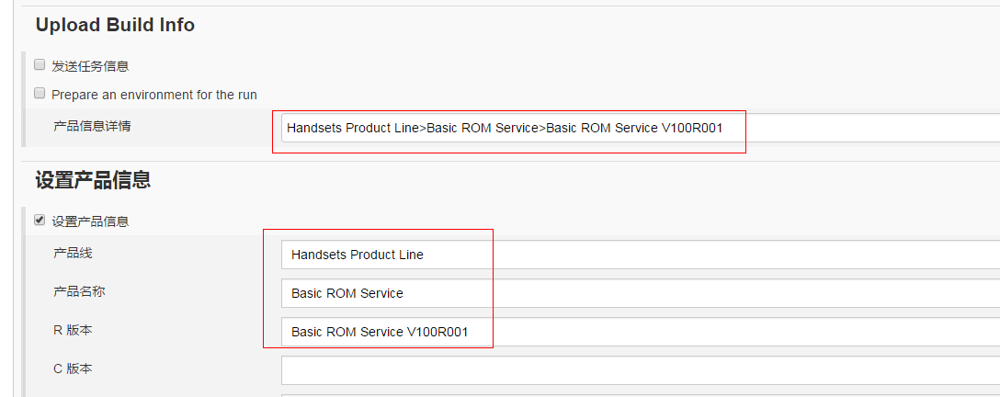 Upload Build Info
发送任务信息
Prepare an environment for the run
产品信息详情
Handsets Product Line>Basic ROM Service>Basic ROM Service V100R001
设置产品信息
设置产品信息
产品线
Handsets Product Line
产品名称
Basic ROM Service
R 版本
Basic ROM Service V100R001
C 版本